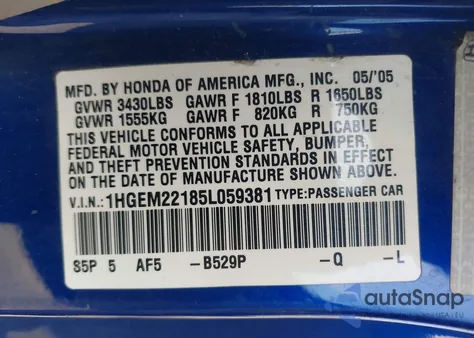 MFD. BY HONDA OF AMERICA MFG., INC. 05/'05
GVWR 3430LBS GAWR F 1810LBS R 1650LBS
GVWR 1555KG GAWR F 820KG R 750KG
THIS VEHICLE CONFORMS TO ALL APPLICABLE
FEDERAL MOTOR VEHICLE SAFETY, BUMPER,
AND THEFT PREVENTION STANDARDS IN EFFECT
ON THE DATE OF MANUFACTURE SHOWN ABOVE.
V.I.N.:1HGEM22185L059381 TYPE:PASSENGER CAR
S5P 5 AF5 -B529P -Q -L
autaSnap